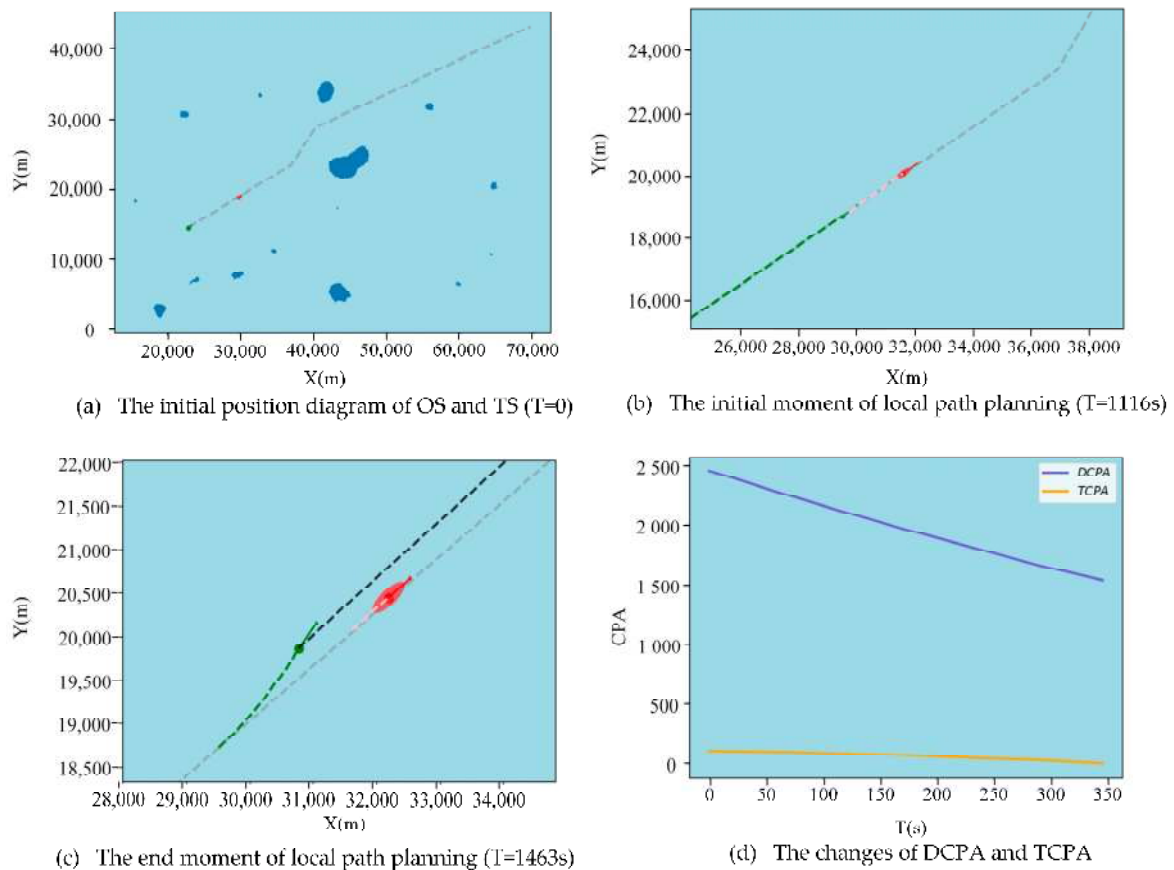 40,000
30,000
20,000
10,000
0
Y(m)
20,000 30,000 40,000 50,000 60,000 70,000
X(m)
(a) The initial position diagram of OS and TS (T=0)
24,000
22,000
20,000
18,000
16,000
Y(m)
26,000 28,000 30,000 32,000 34,000 36,000 38,000
X(m)
(b) The initial moment of local path planning (T=1116s)
22,000
21,500
21,000
20,500
20,000
19,500
19,000
18,500
Y(m)
28,000 29,000 30,000 31,000 32,000 33,000 34,000
X(m)
(c) The end moment of local path planning (T=1463s)
2 500
2 000
1 500
1 000
500
0
CPA
DCPA
TCPA
0 50 100 150 200 250 300 350
T(s)
(d) The changes of DCPA and TCPA